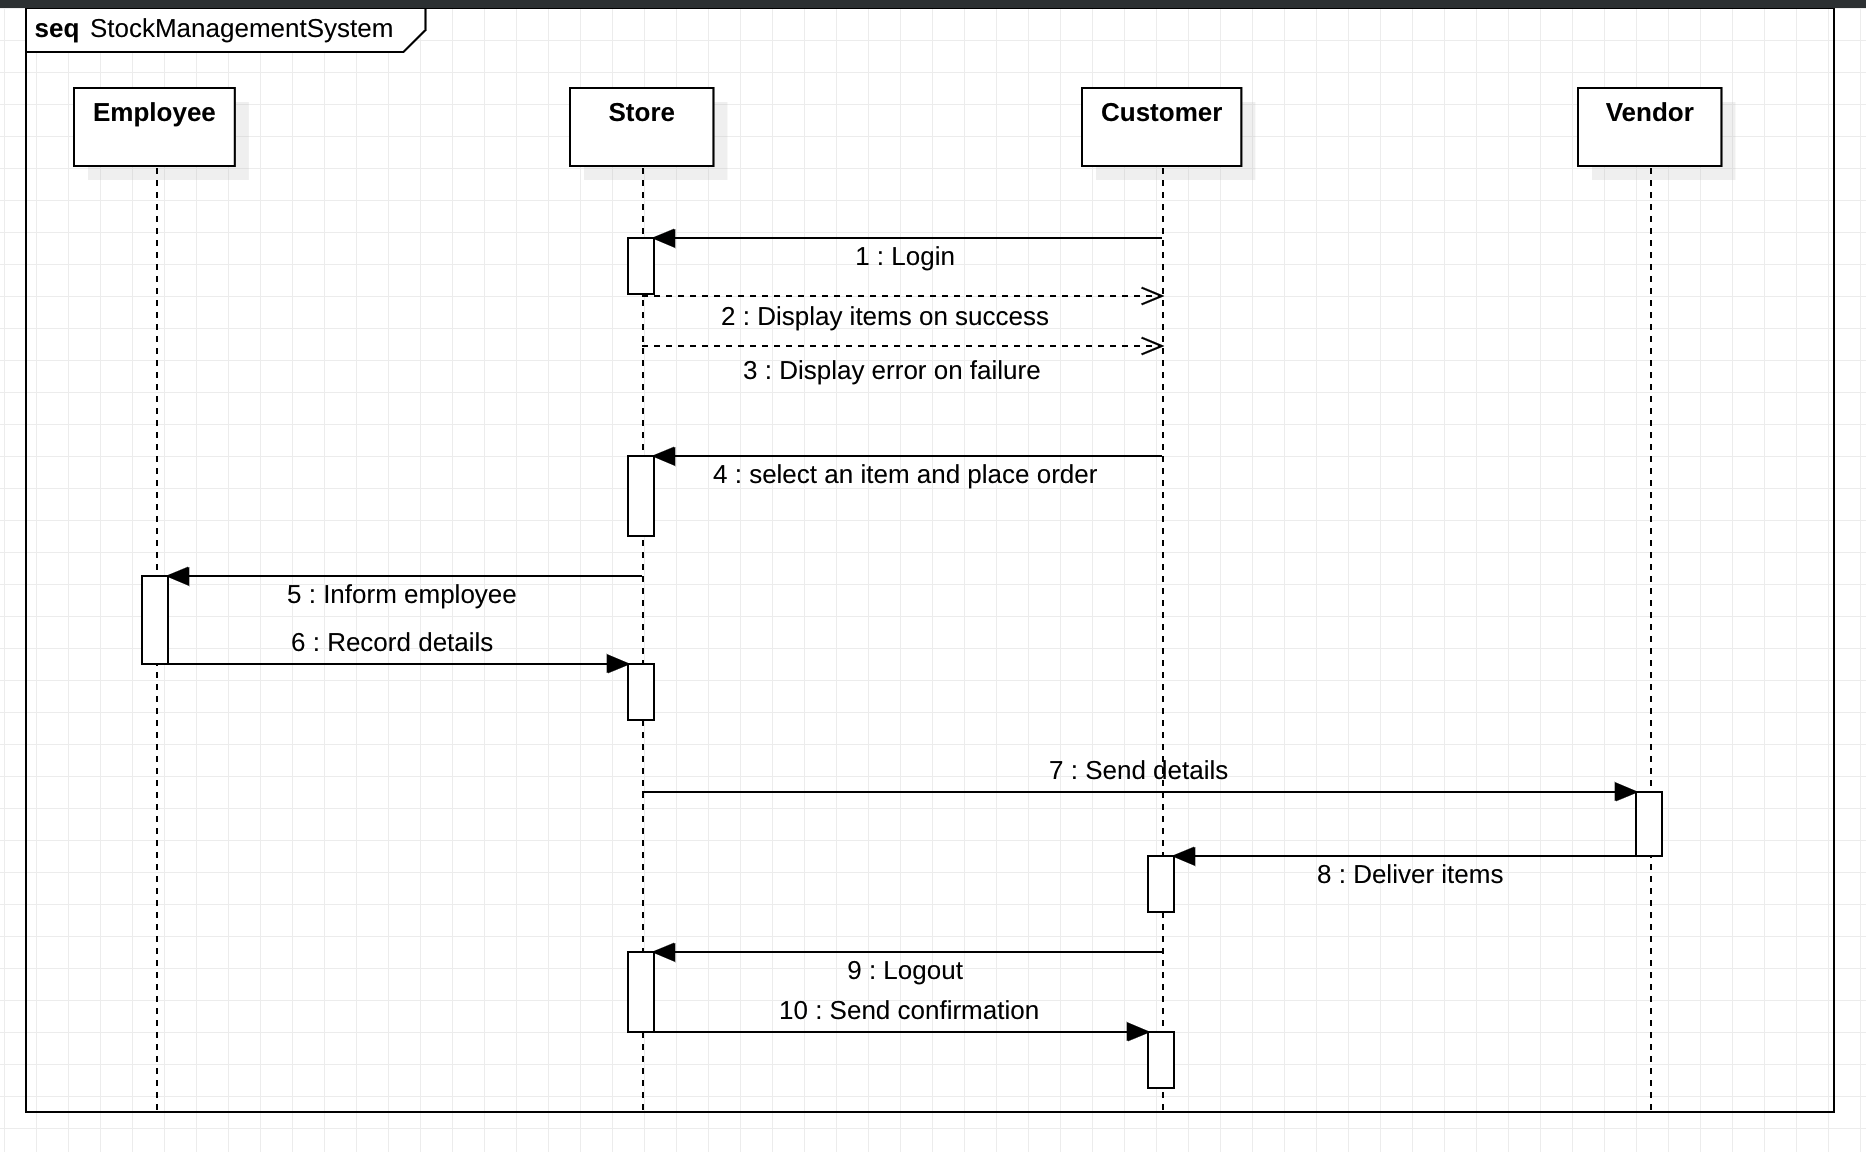 seq StockManagementSystem
Employee
Store
Customer
Vendor
1 : Login
2 : Display items on success
3 : Display error on failure
4 : select an item and place order
5 : Inform employee
6 : Record details
7 : Send details
8 : Deliver items
9 : Logout
10 : Send confirmation